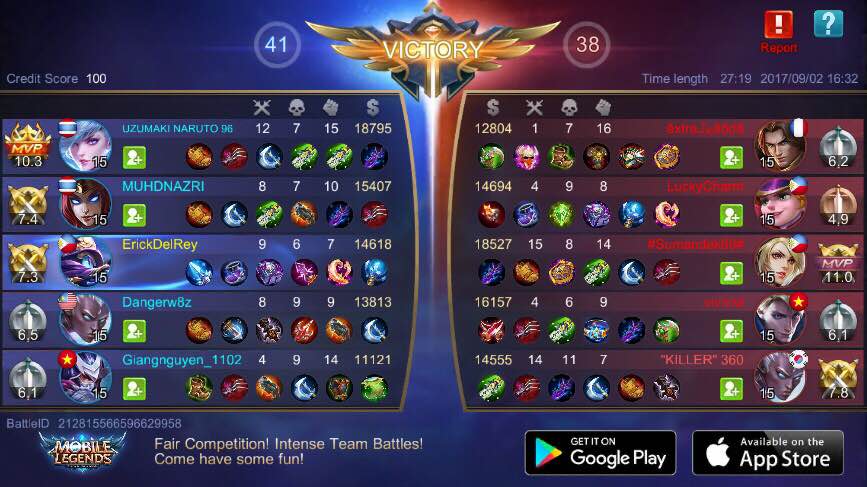 41 VICTORY 38
Report
Credit Score 100
Time length 27:19 2017/09/02 16:32
MVP 10.3 15 UZUMAKI NARUTO 96 12 7 15 18795
12804 1 7 16 15 6,2
7.4 15 MUHDNAZRI 8 7 10 15407
14694 4 9 8 LuckyCharm 15 4,9
7.3 15 ErickDelRey 9 6 7 14618
18527 15 8 14 15 MVP 11.0
6,5 15 Dangerw8z 8 9 9 13813
16157 4 6 9 15 6,1
6,1 15 Giangnguyen_1102 4 9 14 11121
14555 14 11 7 "KILLER" 360 15 7.8
BattleID 212815566596629958
MOBILE LEGENDS
Fair Competition! Intense Team Battles!
Come have some fun!
GET IT ON
Google Play
Available on the
App Store